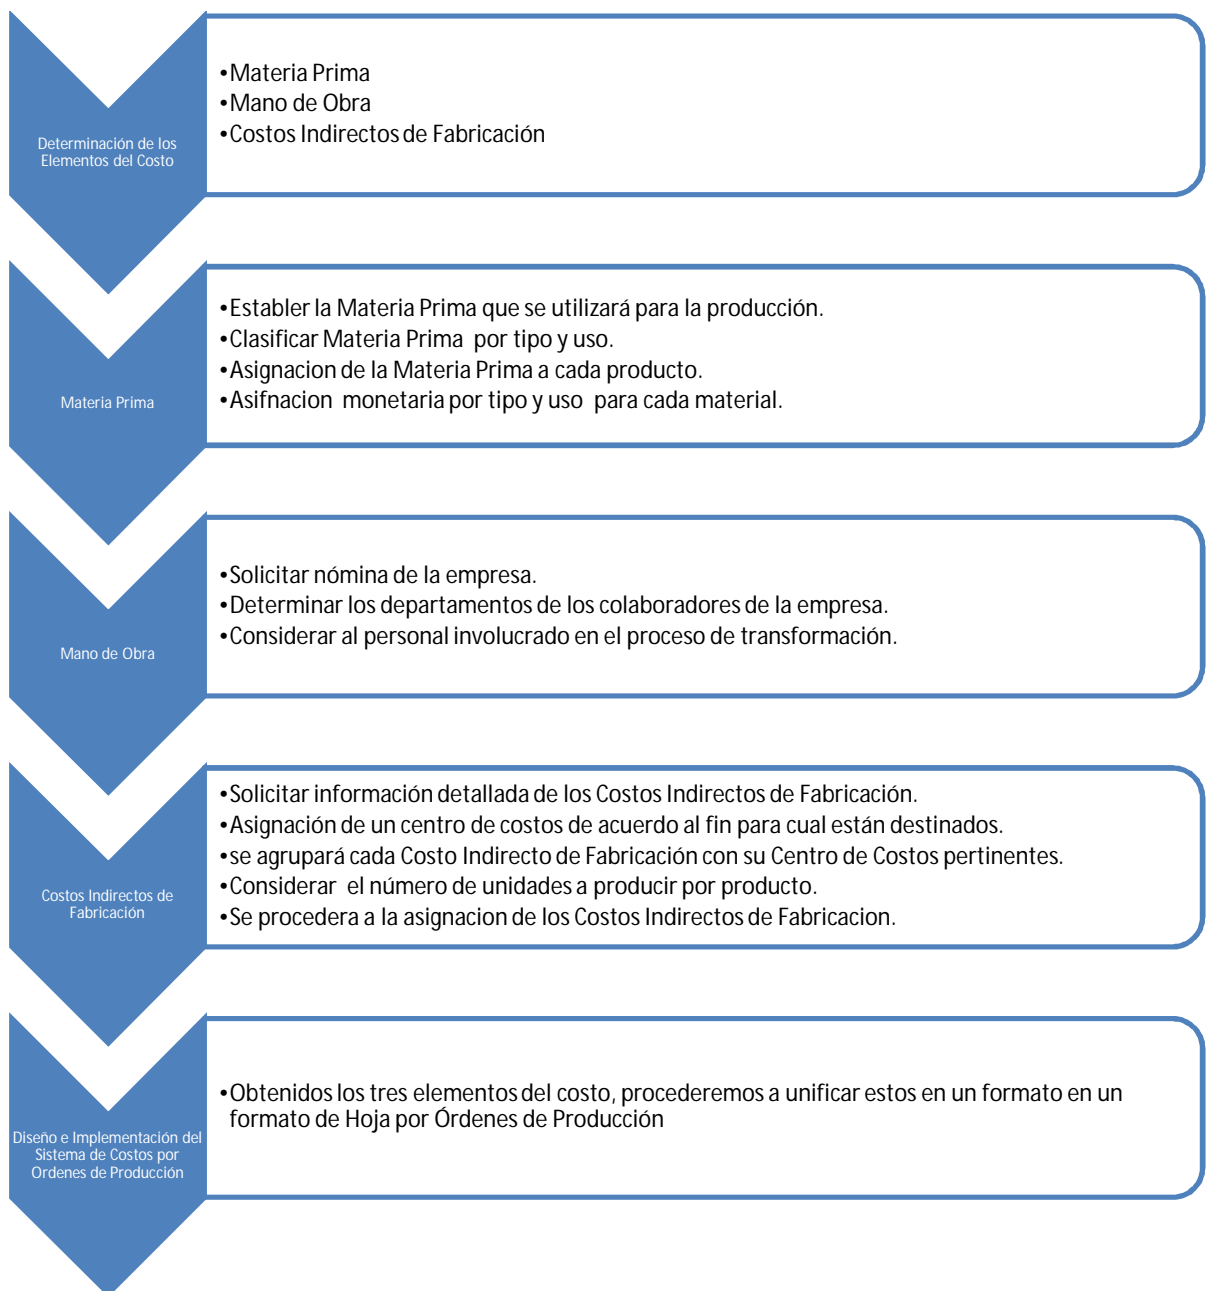 Determinación de los
Elementos del Costo
•Materia Prima
•Mano de Obra
•Costos Indirectos de Fabricación
Materia Prima
•Establer la Materia Prima que se utilizará para la producción.
•Clasificar Materia Prima por tipo y uso.
•Asignacion de la Materia Prima a cada producto.
•Asifnacion monetaria por tipo y uso para cada material.
Mano de Obra
•Solicitar nómina de la empresa.
•Determinar los departamentos de los colaboradores de la empresa.
•Considerar al personal involucrado en el proceso de transformación.
Costos Indirectos de
Fabricación
•Solicitar información detallada de los Costos Indirectos de Fabricación.
•Asignación de un centro de costos de acuerdo al fin para cual están destinados.
•se agrupará cada Costo Indirecto de Fabricación con su Centro de Costos pertinentes.
•Considerar el número de unidades a producir por producto.
•Se procedera a la asignacion de los Costos Indirectos de Fabricacion.
Diseño e Implementación del
Sistema de Costos por
Ordenes de Producción
•Obtenidos los tres elementos del costo, procederemos a unificar estos en un formato en un
formato de Hoja por Órdenes de Producción